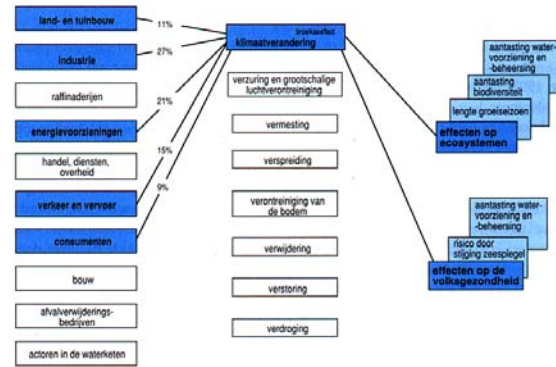 land- en tuinbouw
industrie
raffinaderijen
energievoorzieningen
handel, diensten,
overheid
verkeer en vervoer
consumenten
bouw
afvalverwijderings-
bedrijven
actoren in de waterketen
11%
27%
21%
15%
9%
broeikaseffect
klimaatverandering
verzuring en grootschalige
luchtverontreiniging
vermesting
verspreiding
verontreiniging van
de bodem
verwijdering
verstoring
verdroging
aantasting water-
voorziening en
-beheersing
aantasting
biodiversiteit
lengte groeiseizoen
effecten op
ecosystemen
aantasting water-
voorziening en
-beheersing
risico door
stijging zeespiegel
effecten op de
volksgezondheid